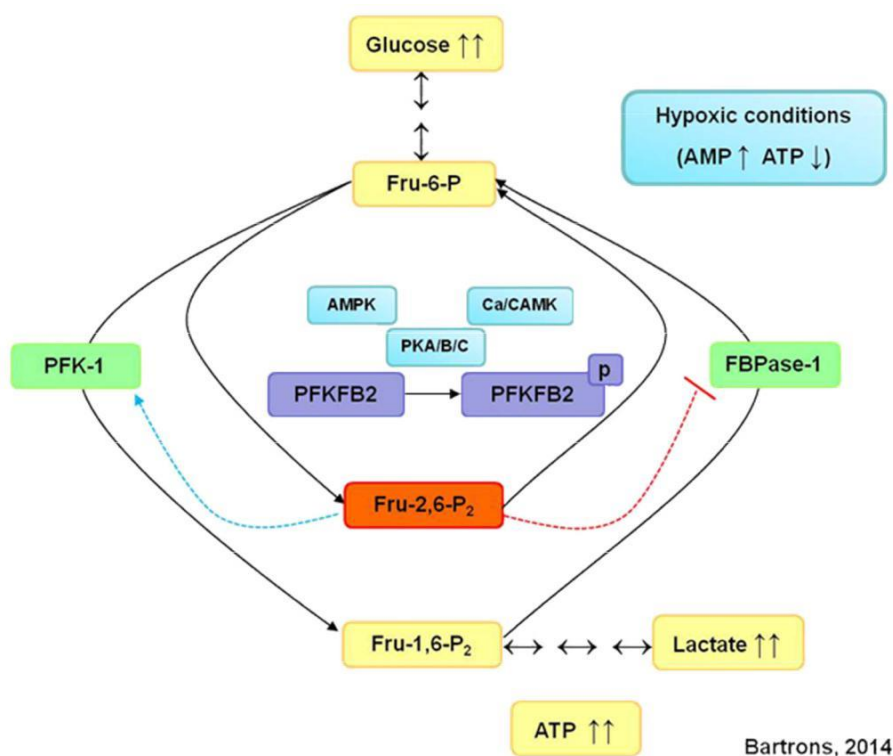 Glucose ↑↑
Hypoxic conditions
(AMP ↑ ATP ↓)
Fru-6-P
AMPK
Ca/CAMK
PKA/B/C
PFK-1
FBPase-1
p
PFKFB2
PFKFB2
Fru-2,6-P₂
Fru-1,6-P₂
Lactate ↑↑
ATP ↑↑
Bartrons, 2014